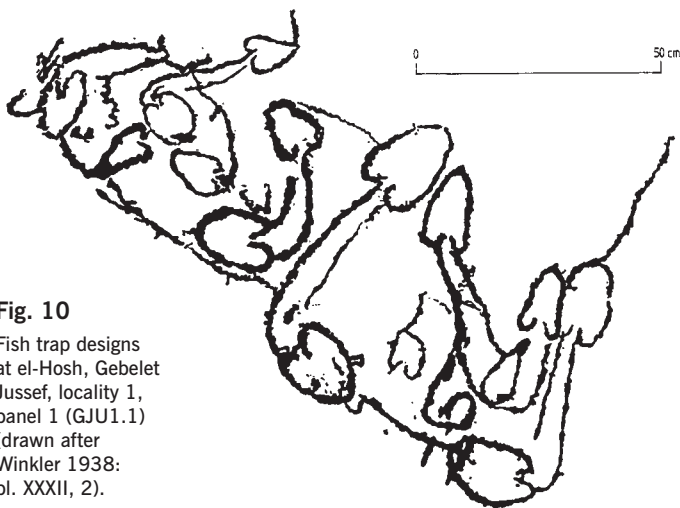 0 50 cm
Fig. 10
Fish trap designs
at el-Hosh, Gebelet
Jussef, locality 1,
panel 1 (GJU1.1)
(drawn after
Winkler 1938:
pl. XXXII, 2).